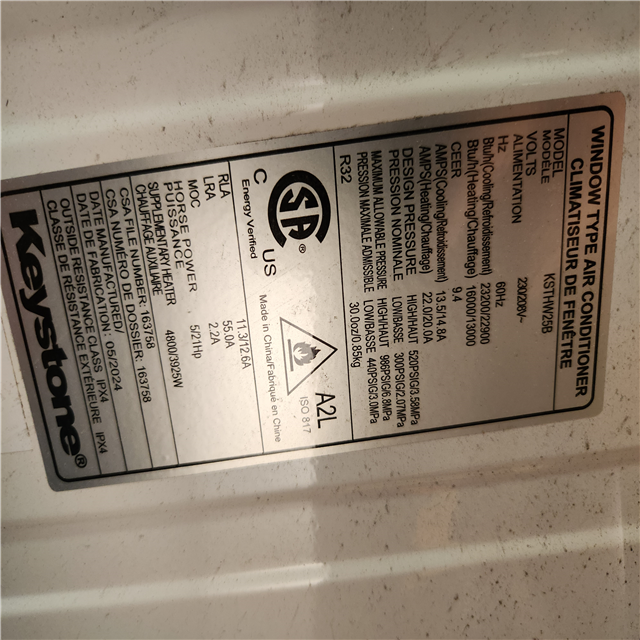 WINDOW TYPE AIR CONDITIONER
CLIMATISEUR DE FENÊTRE
MODEL
MODÈLE KSTHW25B
VOLTS
ALIMENTATION 230/208V~
Hz 60Hz
Btu/h(Cooling/Refroidissement) 23200/22900
Btu/h(Heating/Chauffage) 16000/13000
CEER 9.4
AMPS(Cooling/Refroidissement) 13.5/14.8A
AMPS(Heating/Chauffage) 22.0/20.0A
DESIGN PRESSURE HIGH/HAUT 520PSIG/3.58MPa
PRESSION NOMINALE LOW/BASSE 300PSIG/2.07MPa
MAXIMUM ALLOWABLE PRESSURE HIGH/HAUT 986PSIG/6.8MPa
PRESSION MAXIMALE ADMISSIBLE LOW/BASSE 440PSIG/3.0MPa
R32 30.0oz/0.85kg
CSA®
C US
Energy Verified
A2L
ISO 817
Made in China/Fabriqué en Chine
RLA 11.3/12.6A
LRA 55.0A
MOC 2.2A
HORSE POWER
PUISSANCE 5/21Hp
SUPPLEMENTARY HEATER
CHAUFFAGE AUXILIAIRE 4800/3925W
CSA FILE NUMBER: 163758
CSA NUMÉRO DE DOSSIER: 163758
DATE MANUFACTURED/
DATE DE FABRICATION: 05/2024
OUTSIDE RESISTANCE CLASS IPX4
CLASSE DE RÉSISTANCE EXTÉRIEURE IPX4
Keystone®